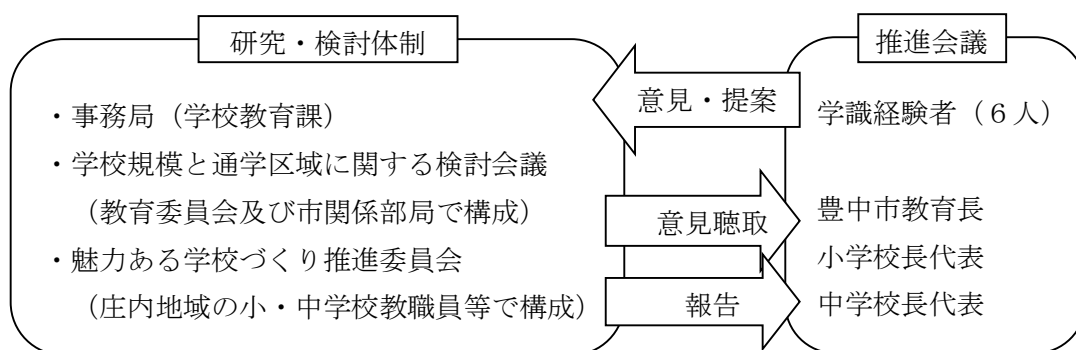 研究・検討体制
・事務局（学校教育課）
・学校規模と通学区域に関する検討会議
（教育委員会及び市関係部局で構成）
・魅力ある学校づくり推進委員会
（庄内地域の小・中学校教職員等で構成）
意見・提案
意見聴取
報告
推進会議
学識経験者（６人）
豊中市教育長
小学校長代表
中学校長代表